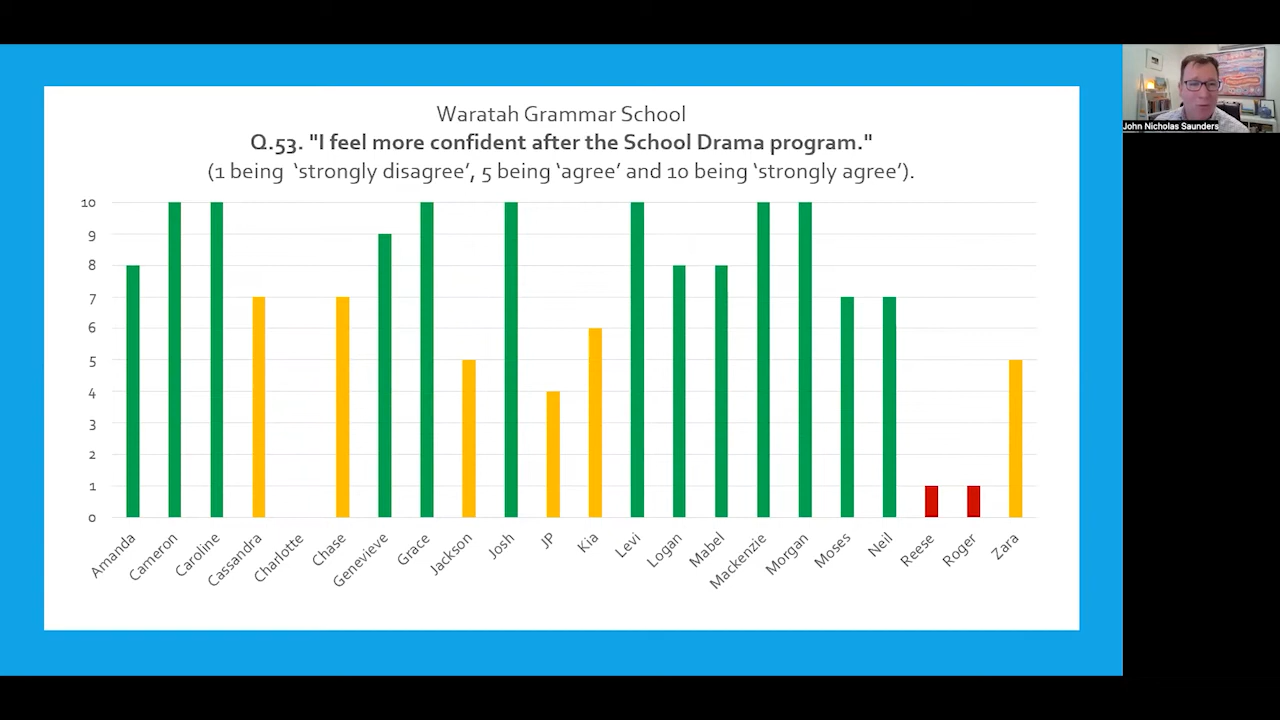 Waratah Grammar School
Q.53. "I feel more confident after the School Drama program."
(1 being ‘strongly disagree’, 5 being ‘agree’ and 10 being ‘strongly agree’).
10
9
8
7
6
5
4
3
2
1
0
Amanda
Cameron
Caroline
Cassandra
Charlotte
Chase
Genevieve
Grace
Jackson
Josh
JP
Kia
Levi
Logan
Mabel
Mackenzie
Morgan
Moses
Neil
Reese
Roger
Zara
John Nicholas Saunders